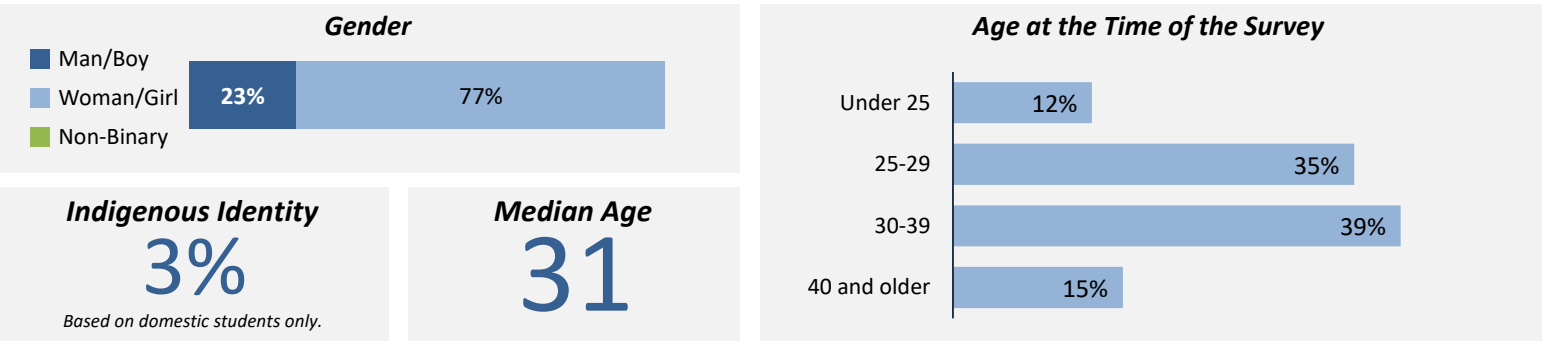 Gender
Man/Boy
Woman/Girl
Non-Binary
23%
77%
Indigenous Identity
3%
Based on domestic students only.
Median Age
31
Age at the Time of the Survey
Under 25
12%
25-29
35%
30-39
39%
40 and older
15%